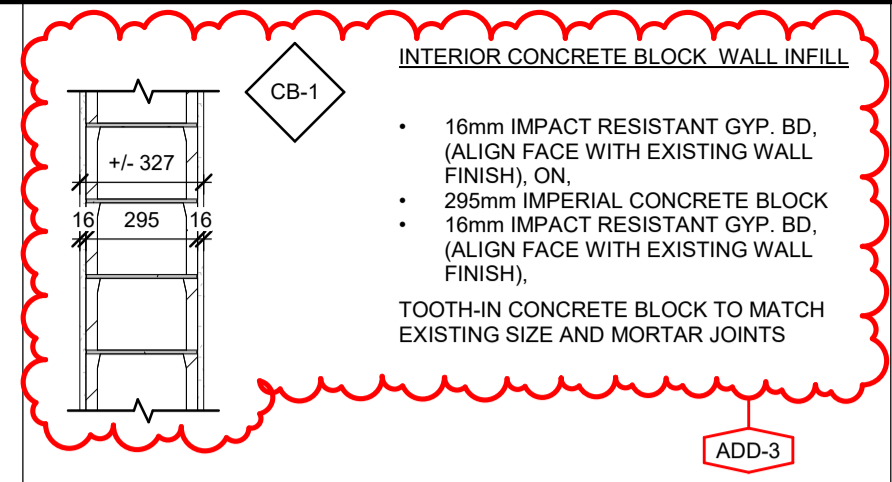 INTERIOR CONCRETE BLOCK WALL INFILL
CB-1
• 16mm IMPACT RESISTANT GYP. BD,
(ALIGN FACE WITH EXISTING WALL
FINISH), ON,
• 295mm IMPERIAL CONCRETE BLOCK
• 16mm IMPACT RESISTANT GYP. BD,
(ALIGN FACE WITH EXISTING WALL
FINISH),
TOOTH-IN CONCRETE BLOCK TO MATCH
EXISTING SIZE AND MORTAR JOINTS
+/- 327
16 295 16
ADD-3